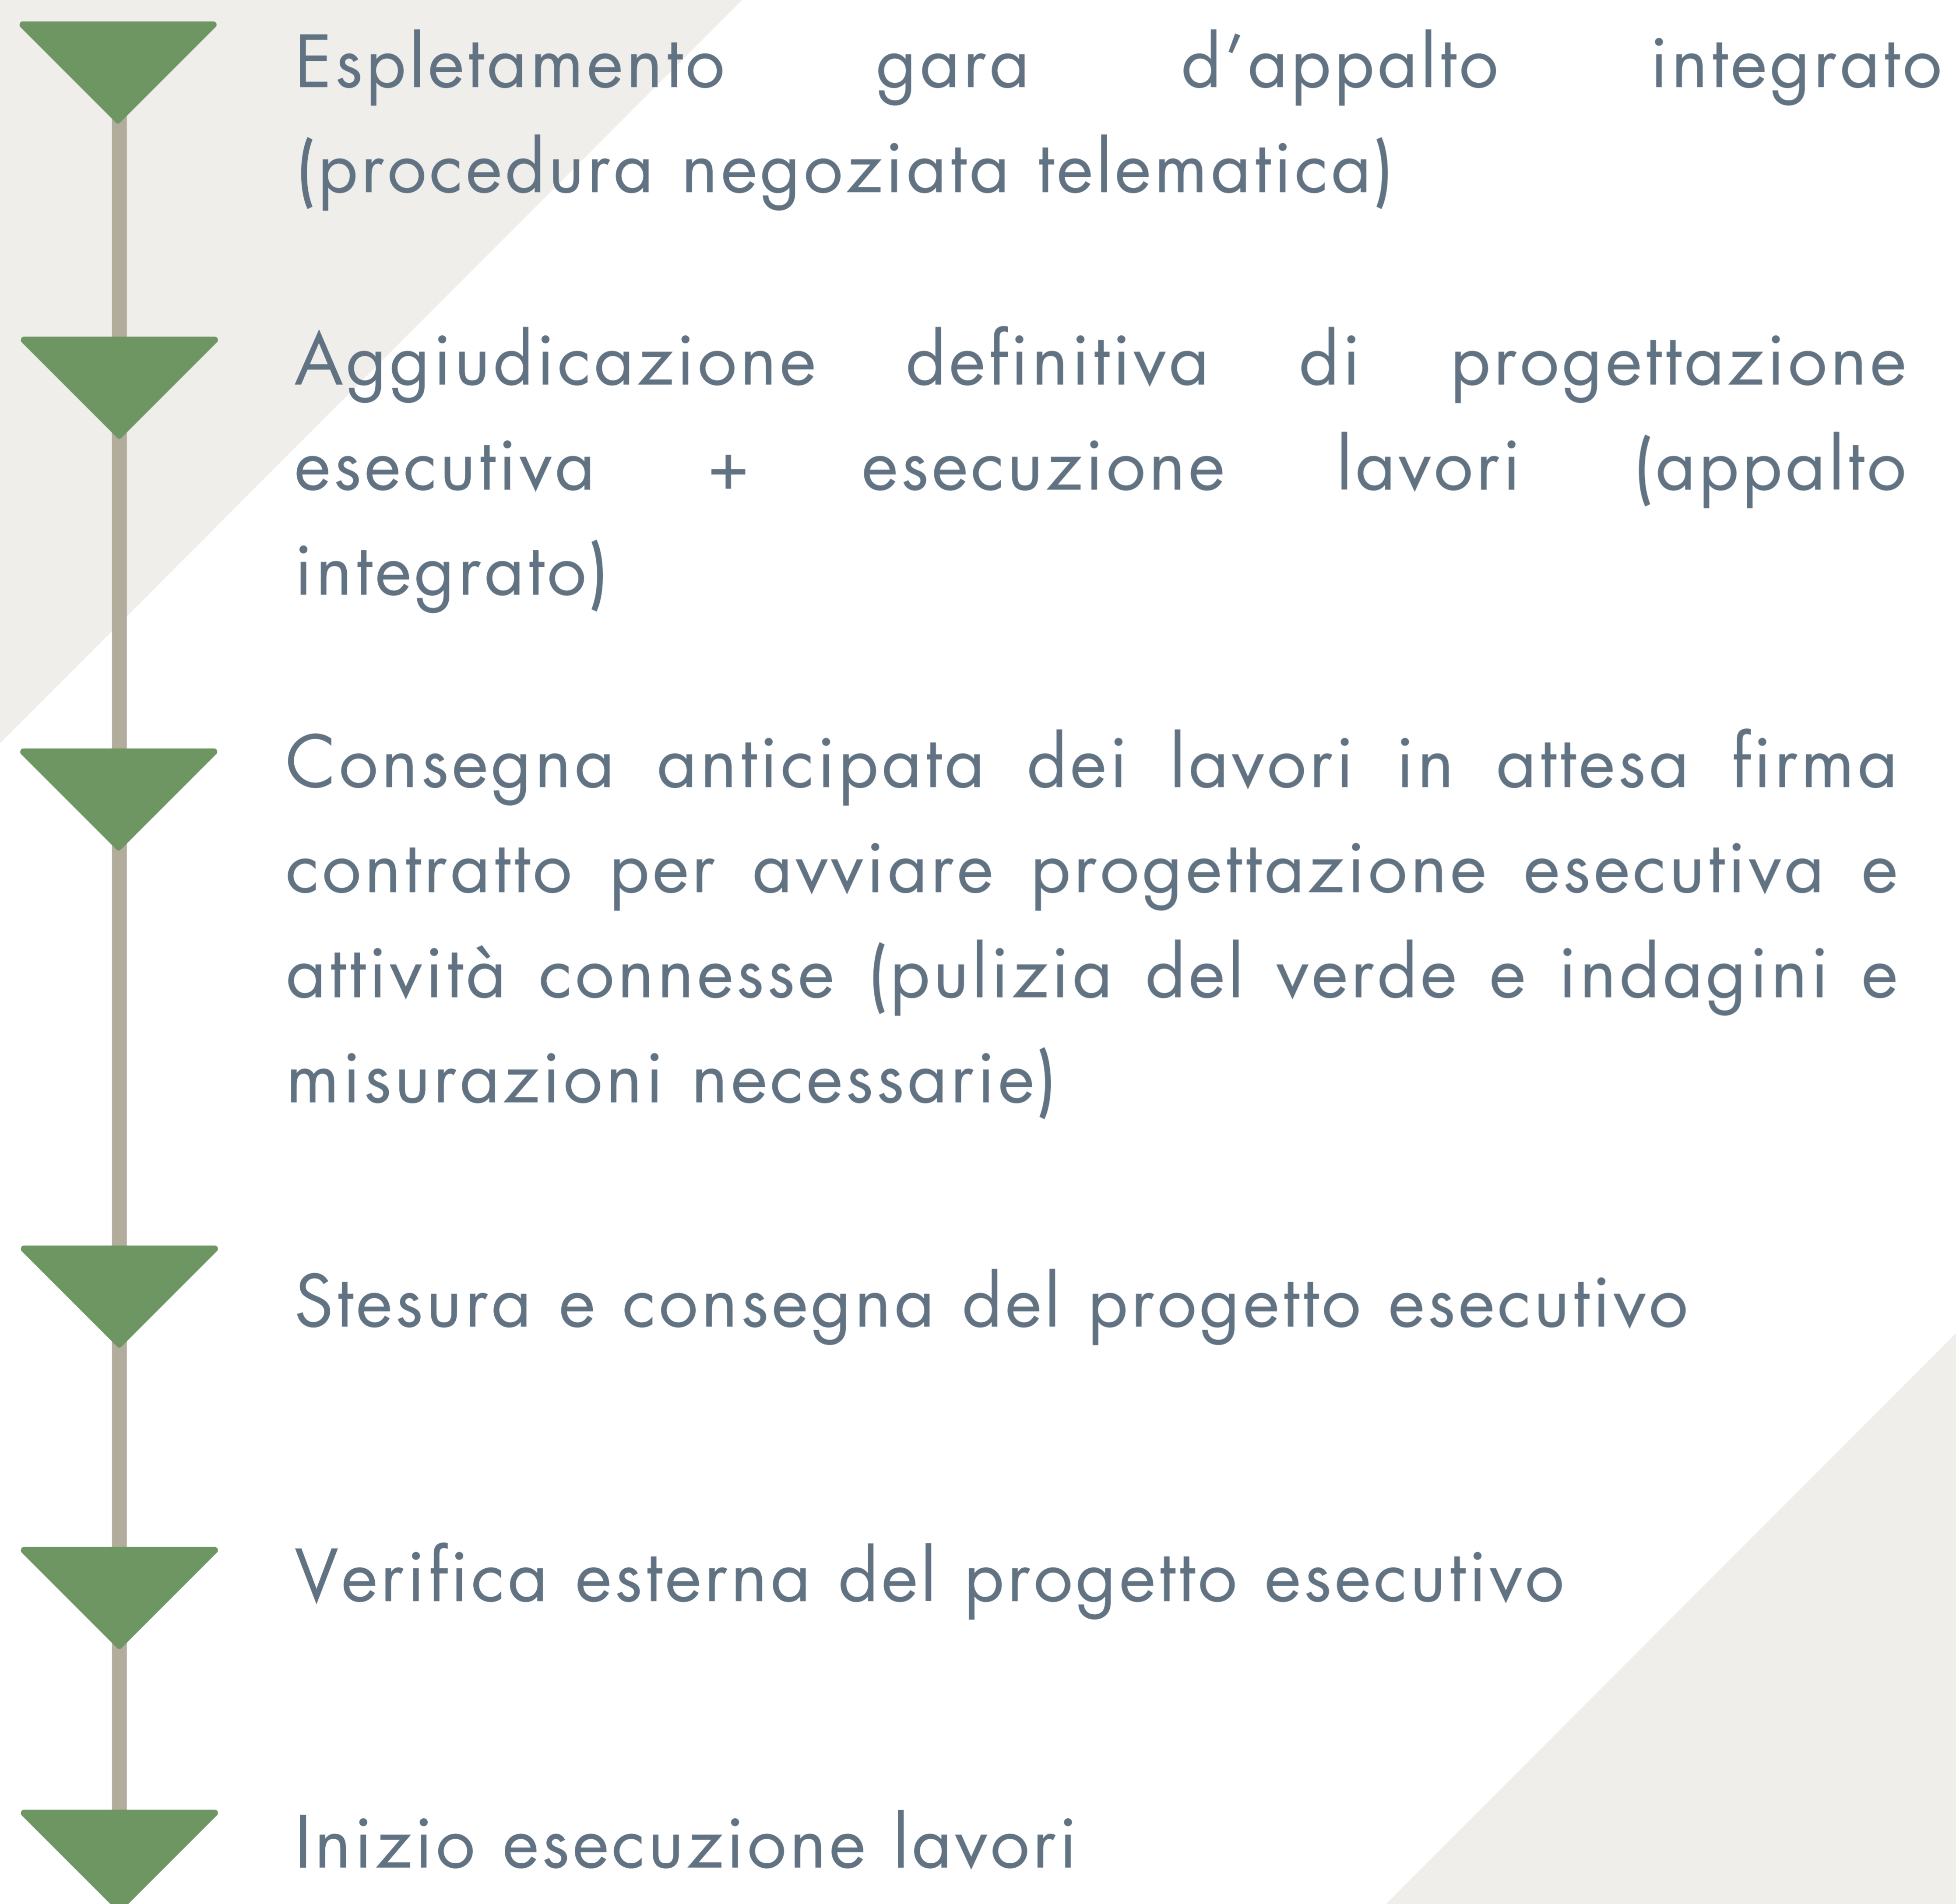 Espletamento gara d’appalto integrato
(procedura negoziata telematica)
Aggiudicazione definitiva di progettazione
esecutiva + esecuzione lavori (appalto
integrato)
Consegna anticipata dei lavori in attesa firma
contratto per avviare progettazione esecutiva e
attività connesse (pulizia del verde e indagini e
misurazioni necessarie)
Stesura e consegna del progetto esecutivo
Verifica esterna del progetto esecutivo
Inizio esecuzione lavori